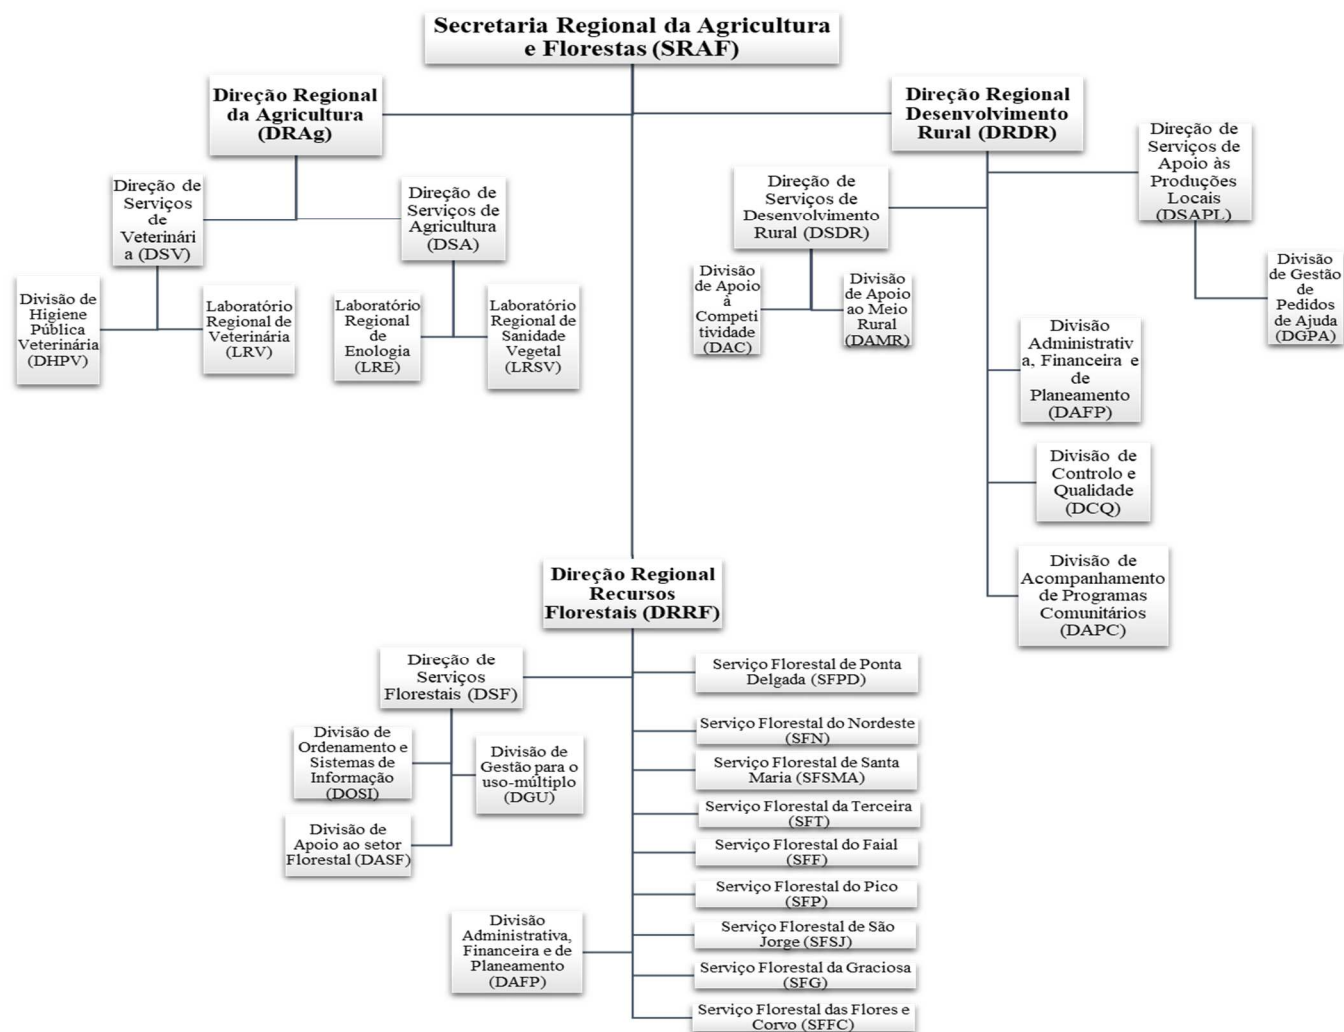 Secretaria Regional da Agricultura
e Florestas (SRAF)
Direção Regional
da Agricultura
(DRAg)
Direção de
Serviços
de
Veterinári
a (DSV)
Direção de
Serviços de
Agricultura
(DSA)
Divisão de
Higiene
Pública
Veterinária
(DHPV)
Laboratório
Regional de
Veterinária
(LRV)
Laboratório
Regional
de
Enologia
(LRE)
Laboratório
Regional de
Sanidade
Vegetal
(LRSV)
Direção Regional
Desenvolvimento
Rural (DRDR)
Direção de
Serviços de
Desenvolvimento
Rural (DSDR)
Divisão
de Apoio
à
Competi
tividade
(DAC)
Divisão
de Apoio
ao Meio
Rural
(DAMR)
Direção de
Serviços de
Apoio às
Produções
Locais
(DSAPL)
Divisão
de Gestão
de
Pedidos
de Ajuda
(DGPA)
Divisão
Administrativ
a, Financeira e
de
Planeamento
(DAFP)
Divisão de
Controlo e
Qualidade
(DCQ)
Divisão de
Acompanhamento
de Programas
Comunitários
(DAPC)
Direção Regional
Recursos
Florestais (DRRF)
Direção de
Serviços
Florestais (DSF)
Divisão de
Ordenamento e
Sistemas de
Informação
(DOSI)
Divisão de
Gestão para o
uso-múltiplo
(DGU)
Divisão de
Apoio ao setor
Florestal (DASF)
Divisão
Administrativa,
Financeira e de
Planeamento
(DAFP)
Serviço Florestal de Ponta
Delgada (SFPD)
Serviço Florestal do Nordeste
(SFN)
Serviço Florestal de Santa
Maria (SFSMA)
Serviço Florestal da Terceira
(SFT)
Serviço Florestal do Faial
(SFF)
Serviço Florestal do Pico
(SFP)
Serviço Florestal de São
Jorge (SFSJ)
Serviço Florestal da Graciosa
(SFG)
Serviço Florestal das Flores e
Corvo (SFFC)